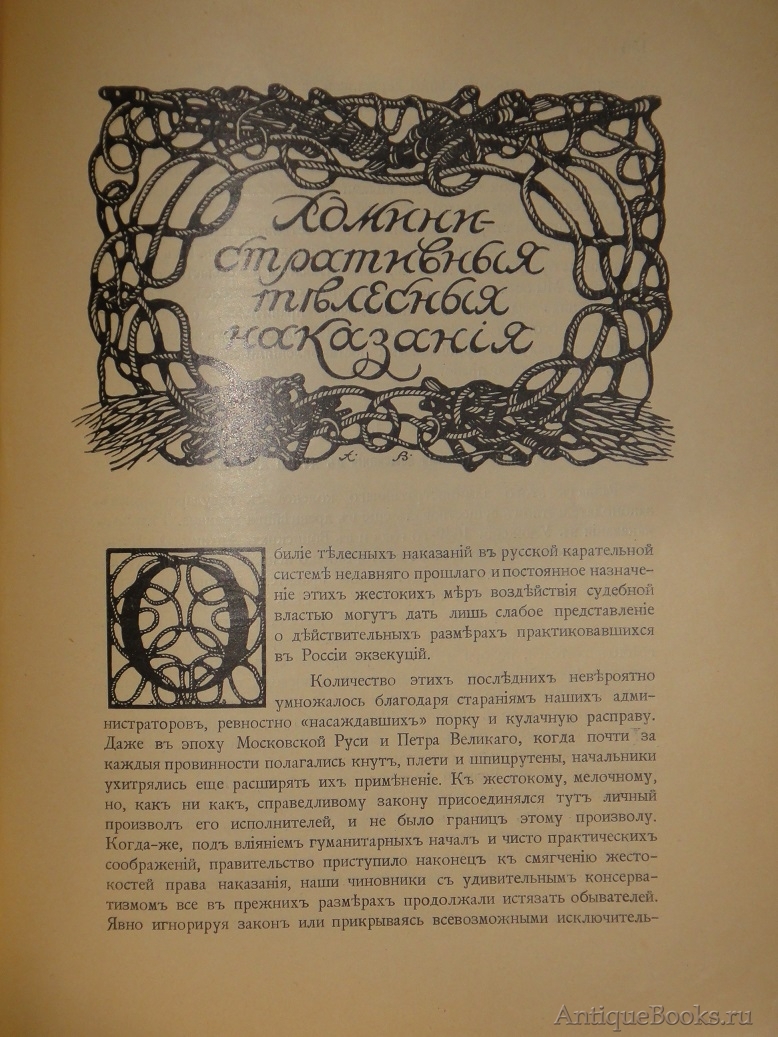 Админи-
стративныя
тѣлесныя
наказанія
А. В.
Обиліе тѣлесныхъ наказаній въ русской карательной
системѣ недавняго прошлаго и постоянное назначе-
ніе этихъ жестокихъ мѣръ воздѣйствія судебной
властью могутъ дать лишь слабое представленіе
о дѣйствительныхъ размѣрахъ практиковавшихся
въ Россіи экзекуцій.
Количество этихъ послѣднихъ невѣроятно
умножалось благодаря стараніямъ нашихъ адми-
нистраторовъ, ревностно «насаждавшихъ» порку и кулачную расправу.
Даже въ эпоху Московской Руси и Петра Великаго, когда почти за
каждыя провинности полагались кнутъ, плети и шпицрутены, начальники
ухитрялись еще расширять ихъ примѣненіе. Къ жестокому, мелочному,
но, какъ ни какъ, справедливому закону присоединялся тутъ личный
произволъ его исполнителей, и не было границъ этому произволу.
Когда-же, подъ вліяніемъ гуманитарныхъ началъ и чисто практическихъ
соображеній, правительство приступило наконецъ къ смягченію жесто-
костей права наказанія, наши чиновники съ удивительнымъ консерва-
тизмомъ все въ прежнихъ размѣрахъ продолжали истязать обывателей.
Явно игнорируя законъ или прикрываясь всевозможными исключитель-
AntiqueBooks.ru